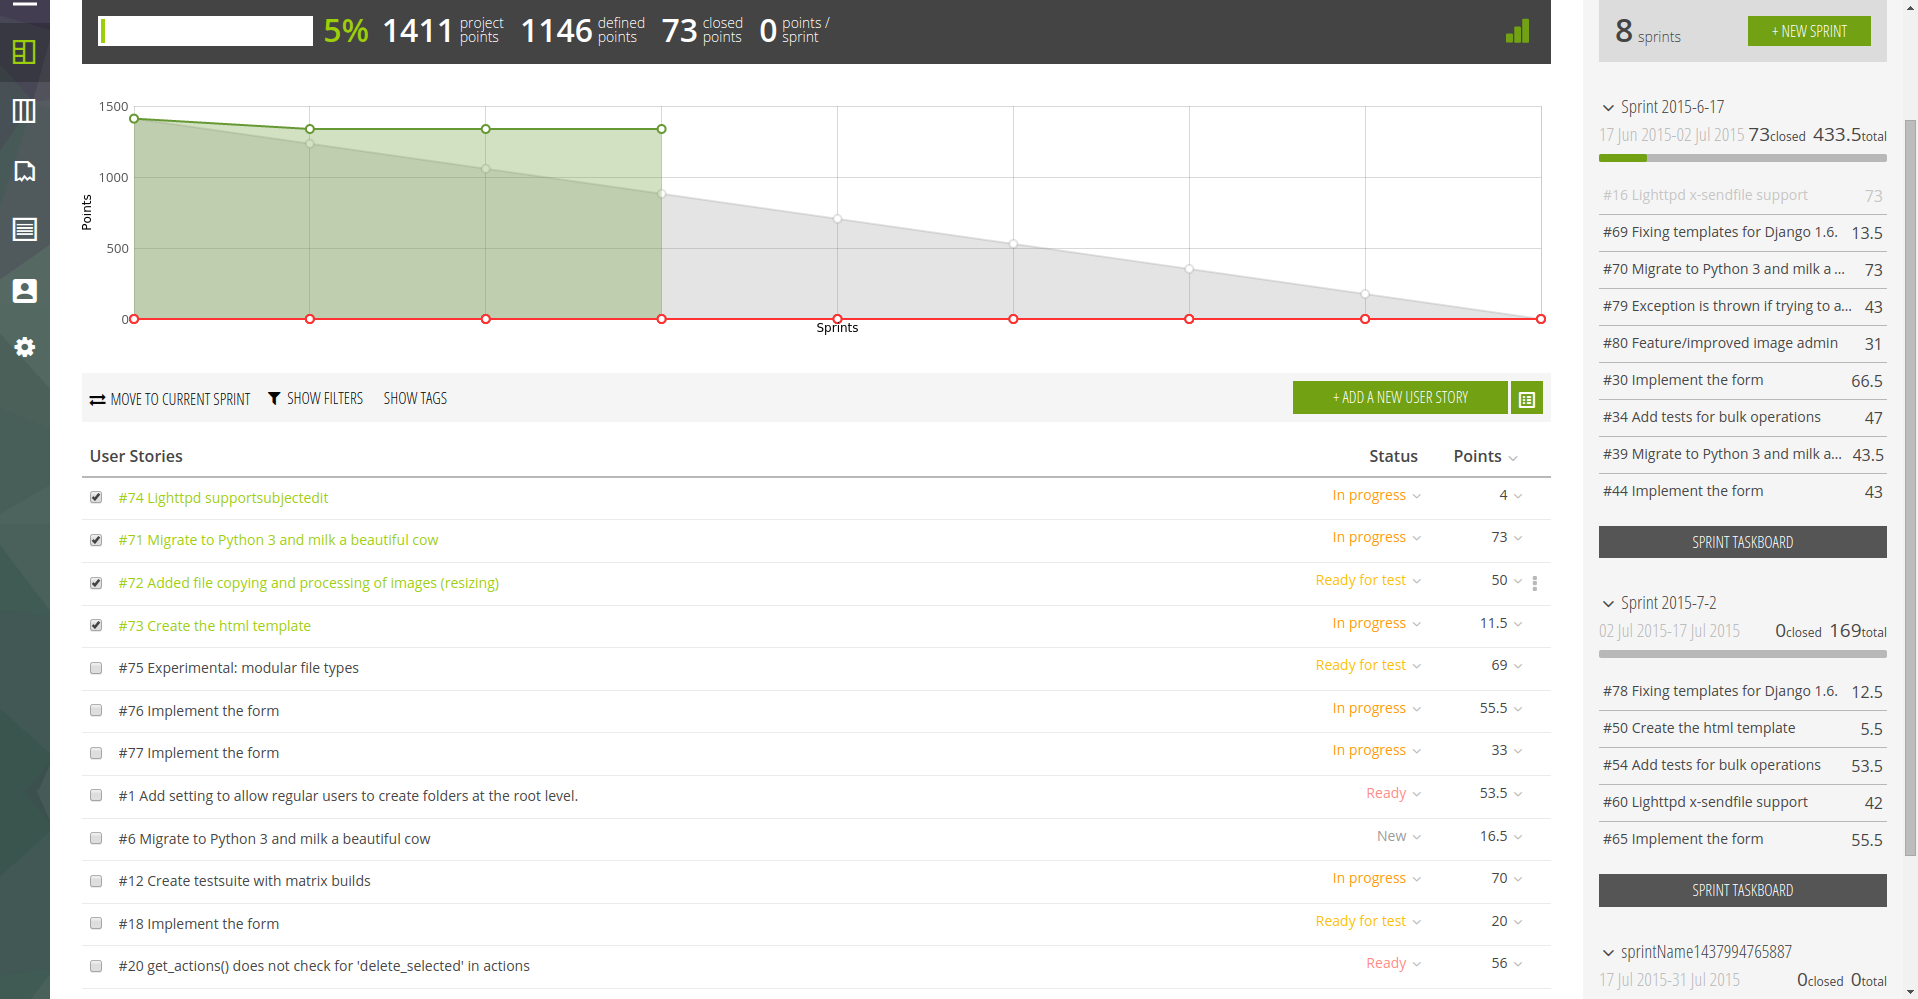 5% 1411 project points 1146 defined points 73 closed points 0 points / sprint
1500
1000
500
0
Points
Sprints
MOVE TO CURRENT SPRINT SHOW FILTERS SHOW TAGS + ADD A NEW USER STORY
User Stories Status Points
#74 Lighttpd supportsubjectedit In progress 4
#71 Migrate to Python 3 and milk a beautiful cow In progress 73
#72 Added file copying and processing of images (resizing) Ready for test 50
#73 Create the html template In progress 11.5
#75 Experimental: modular file types Ready for test 69
#76 Implement the form In progress 55.5
#77 Implement the form In progress 33
#1 Add setting to allow regular users to create folders at the root level. Ready 53.5
#6 Migrate to Python 3 and milk a beautiful cow New 16.5
#12 Create testsuite with matrix builds In progress 70
#18 Implement the form Ready for test 20
#20 get_actions() does not check for 'delete_selected' in actions Ready 56
8 sprints + NEW SPRINT
Sprint 2015-6-17
17 Jun 2015-02 Jul 2015 73closed 433.5total
#16 Lighttpd x-sendfile support 73
#69 Fixing templates for Django 1.6. 13.5
#70 Migrate to Python 3 and milk a ... 73
#79 Exception is thrown if trying to a... 43
#80 Feature/improved image admin 31
#30 Implement the form 66.5
#34 Add tests for bulk operations 47
#39 Migrate to Python 3 and milk a... 43.5
#44 Implement the form 43
SPRINT TASKBOARD
Sprint 2015-7-2
02 Jul 2015-17 Jul 2015 0closed 169total
#78 Fixing templates for Django 1.6. 12.5
#50 Create the html template 5.5
#54 Add tests for bulk operations 53.5
#60 Lighttpd x-sendfile support 42
#65 Implement the form 55.5
SPRINT TASKBOARD
sprintName1437994765887
17 Jul 2015-31 Jul 2015 0closed 0total